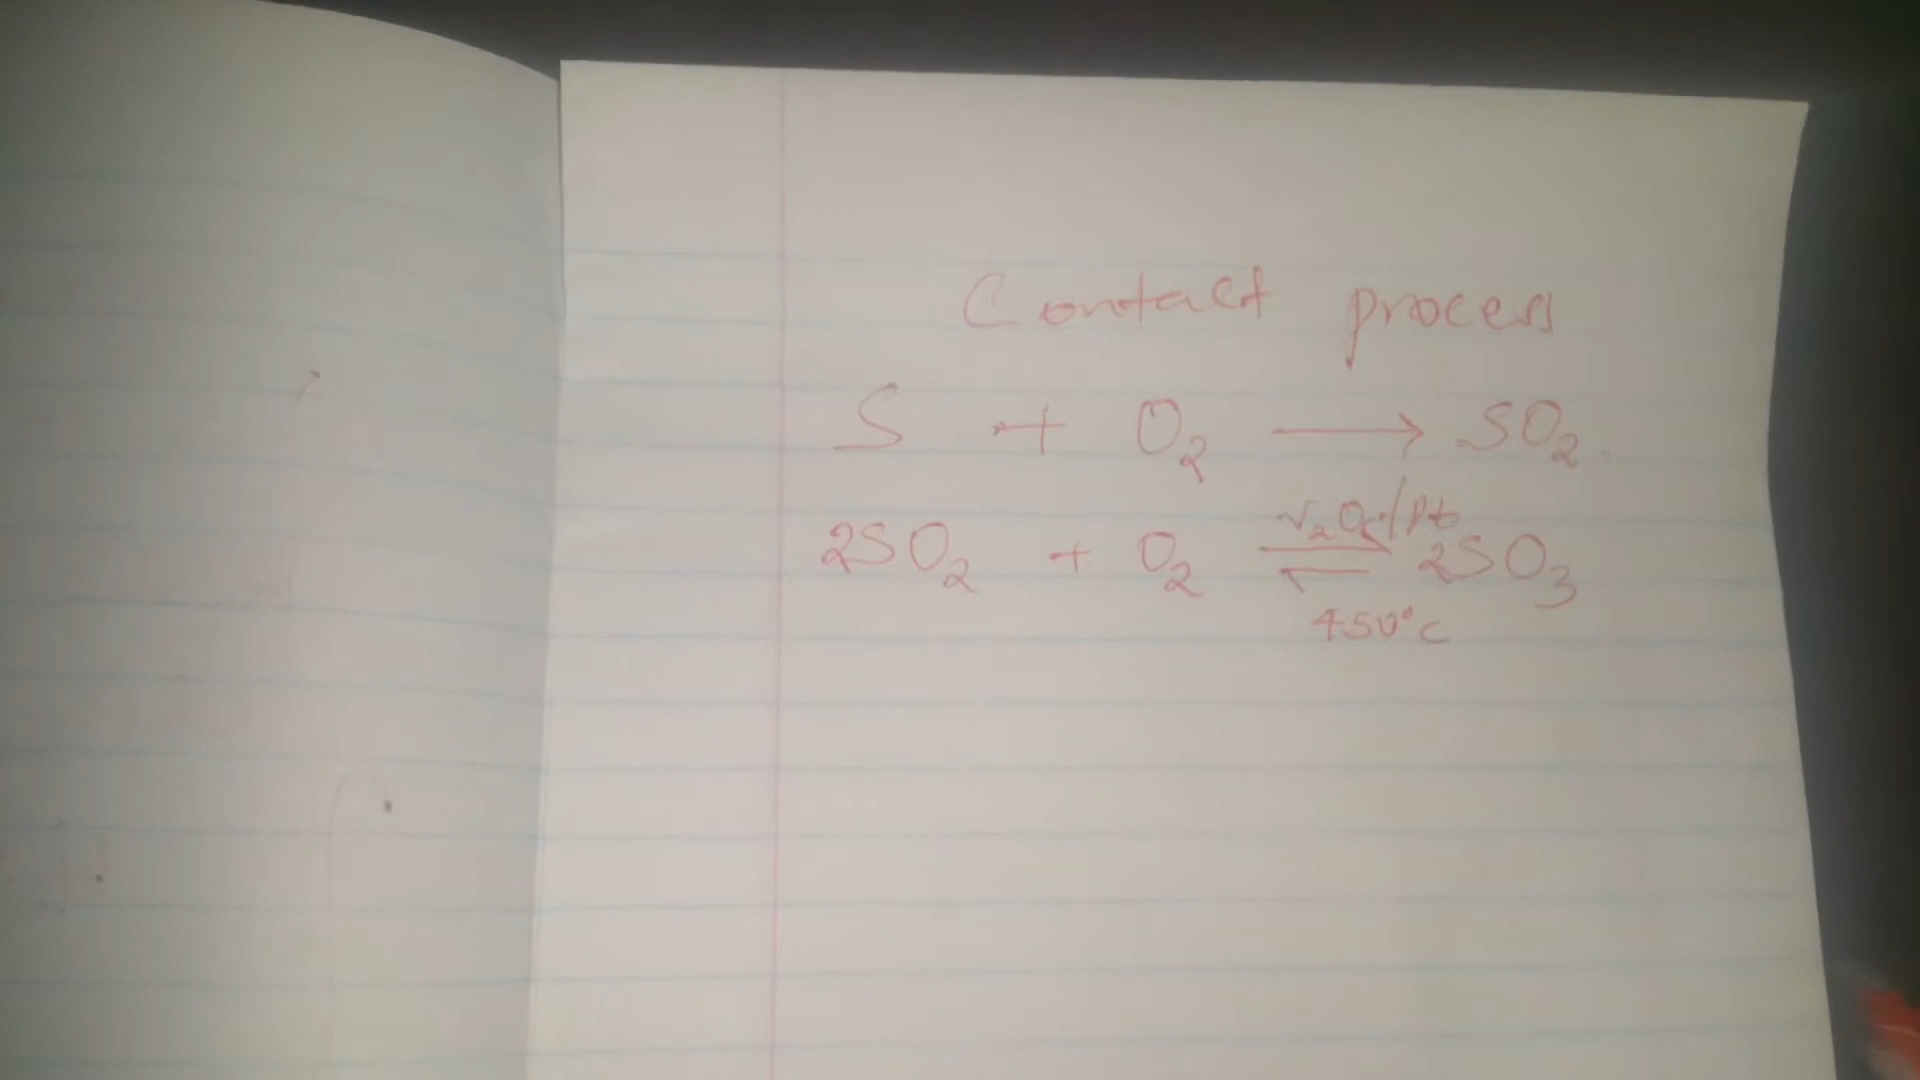 Contact process
S + O₂ ⟶ SO₂
V₂O₅/Pt
2SO₂ + O₂ ⇌ 2SO₃
450°C